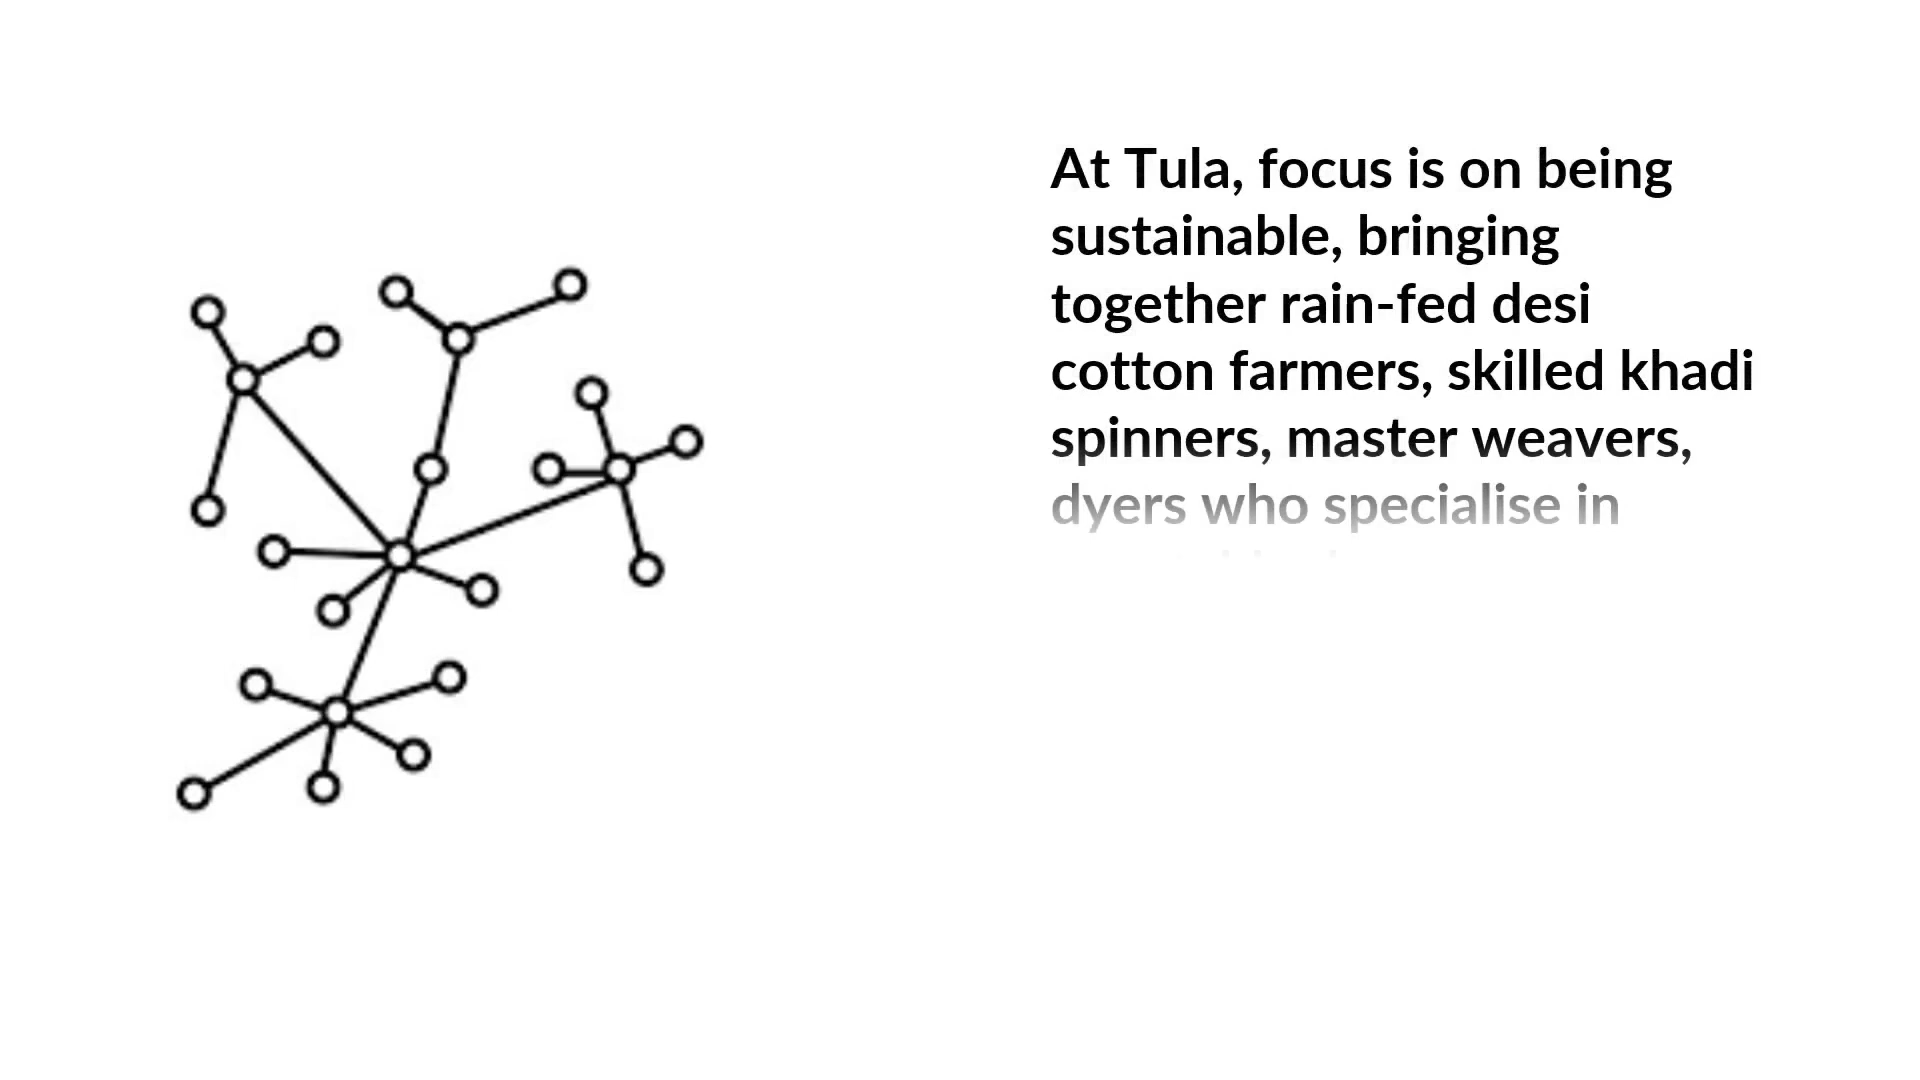 At Tula, focus is on being
sustainable, bringing
together rain-fed desi
cotton farmers, skilled khadi
spinners, master weavers,
dyers who specialise in